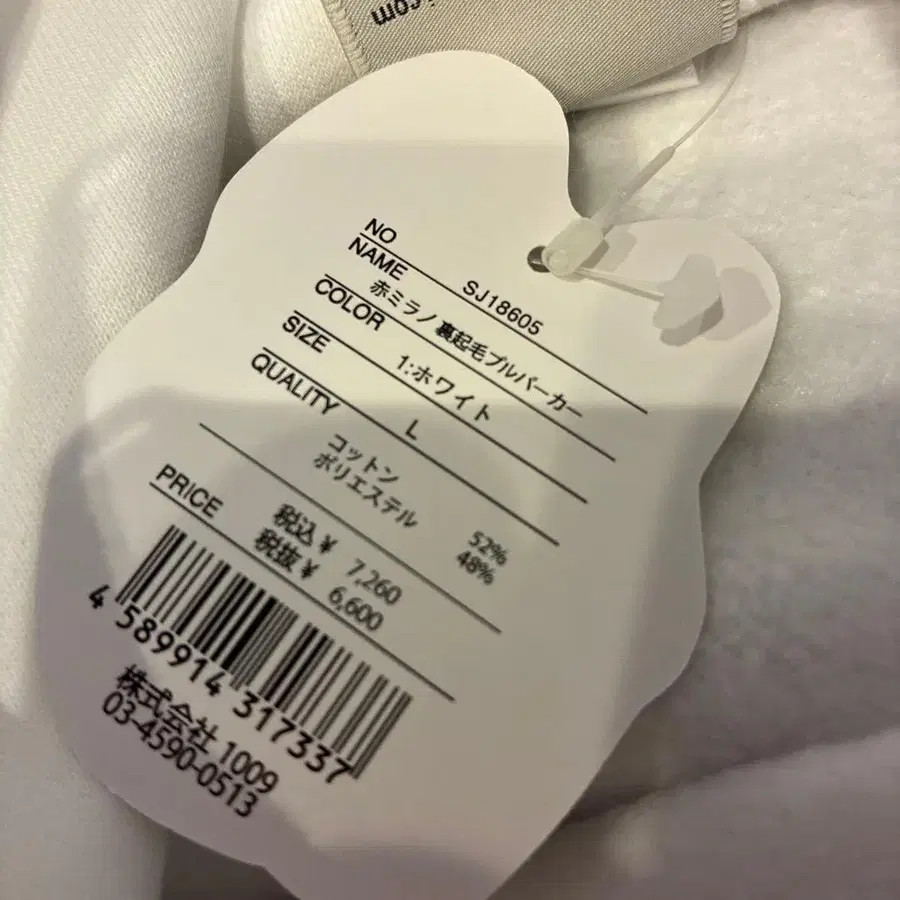 NO SJ18605
NAME 赤ミラノ 裏起毛プルパーカー
COLOR 1:ホワイト
SIZE L
QUALITY
コットン 52%
ポリエステル 48%
PRICE 税込¥ 7,260
税抜¥ 6,600
4 589914 317337
株式会社 1009
03-4590-0513